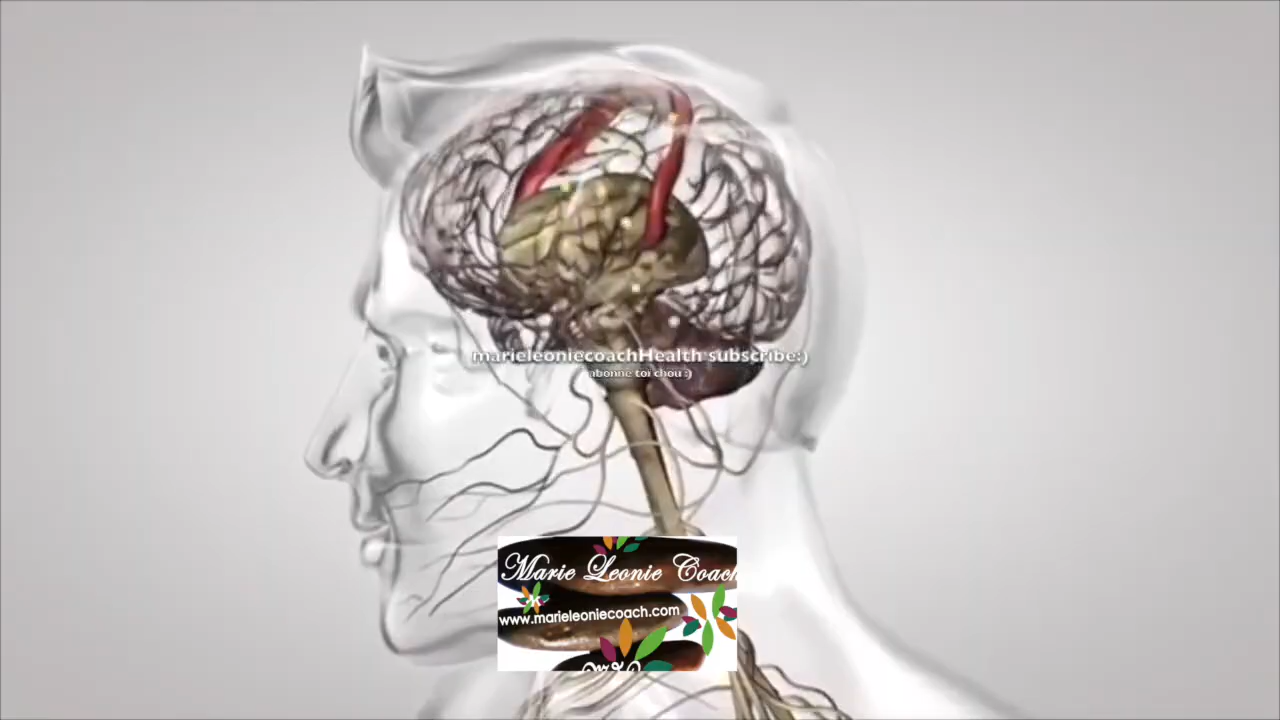 marieleoniecoachHealth subscribe:)
abonne toi chou :)
Marie Leonie Coach
www.marieleoniecoach.com